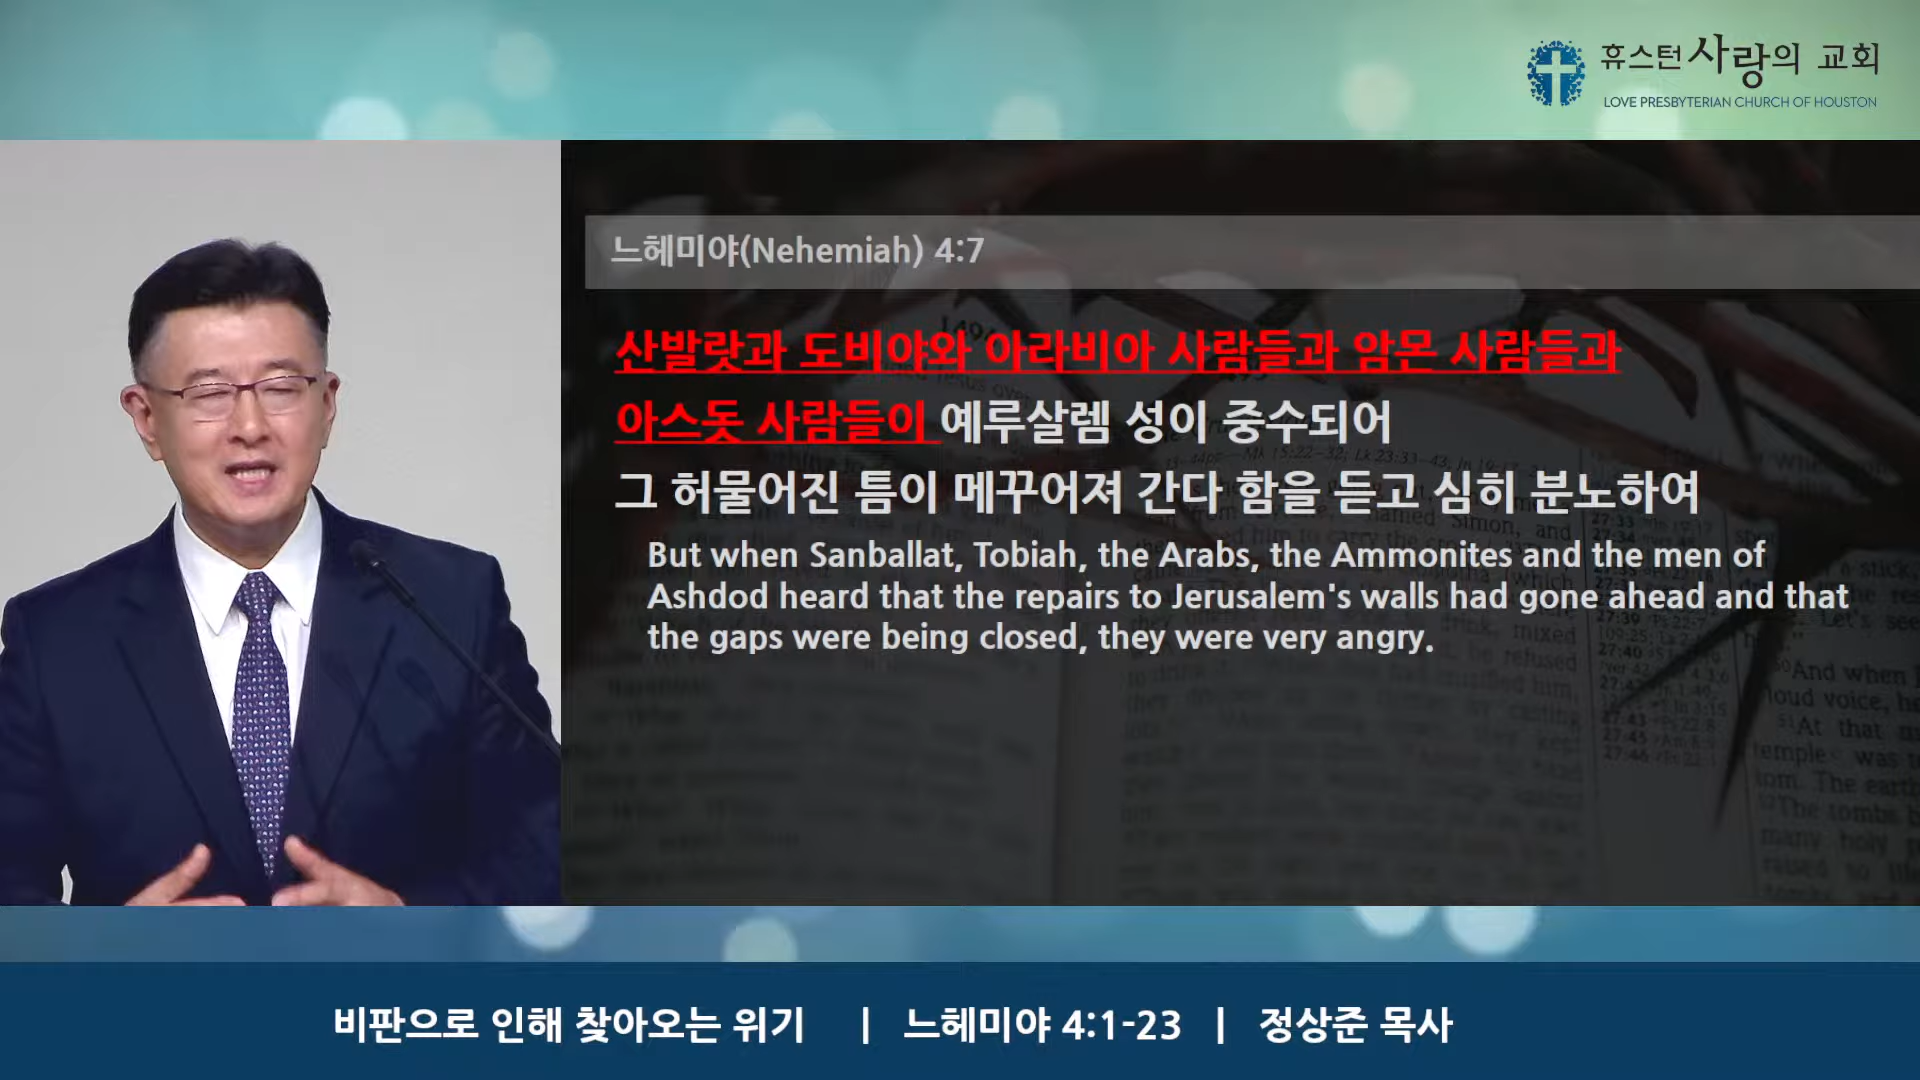 휴스턴 사랑의 교회
LOVE PRESBYTERIAN CHURCH OF HOUSTON
느헤미야(Nehemiah) 4:7
산발랏과 도비야와 아라비아 사람들과 암몬 사람들과
아스돗 사람들이 예루살렘 성이 중수되어
그 허물어진 틈이 메꾸어져 간다 함을 듣고 심히 분노하여
But when Sanballat, Tobiah, the Arabs, the Ammonites and the men of
Ashdod heard that the repairs to Jerusalem's walls had gone ahead and that
the gaps were being closed, they were very angry.
비판으로 인해 찾아오는 위기 | 느헤미야 4:1-23 | 정상준 목사